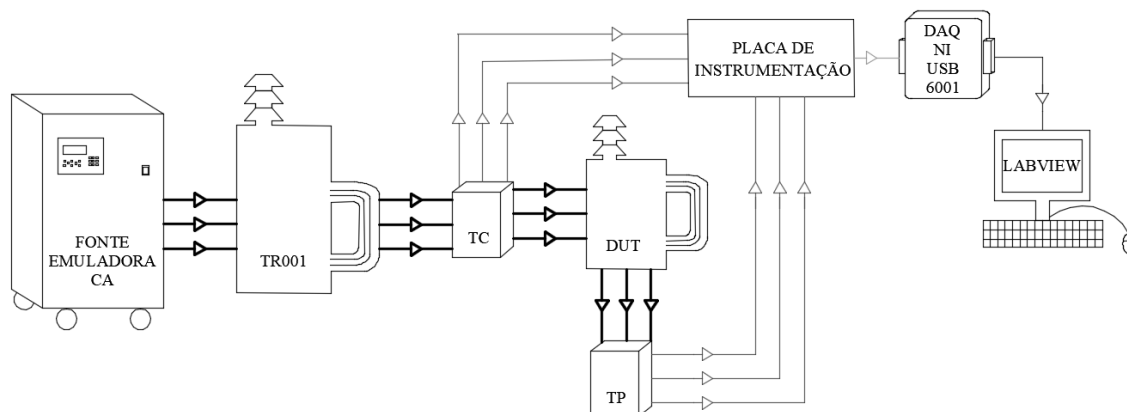 FONTE
EMULADORA
CA
TR001
TC
DUT
TP
PLACA DE
INSTRUMENTAÇÃO
DAQ
NI
USB
6001
LABVIEW